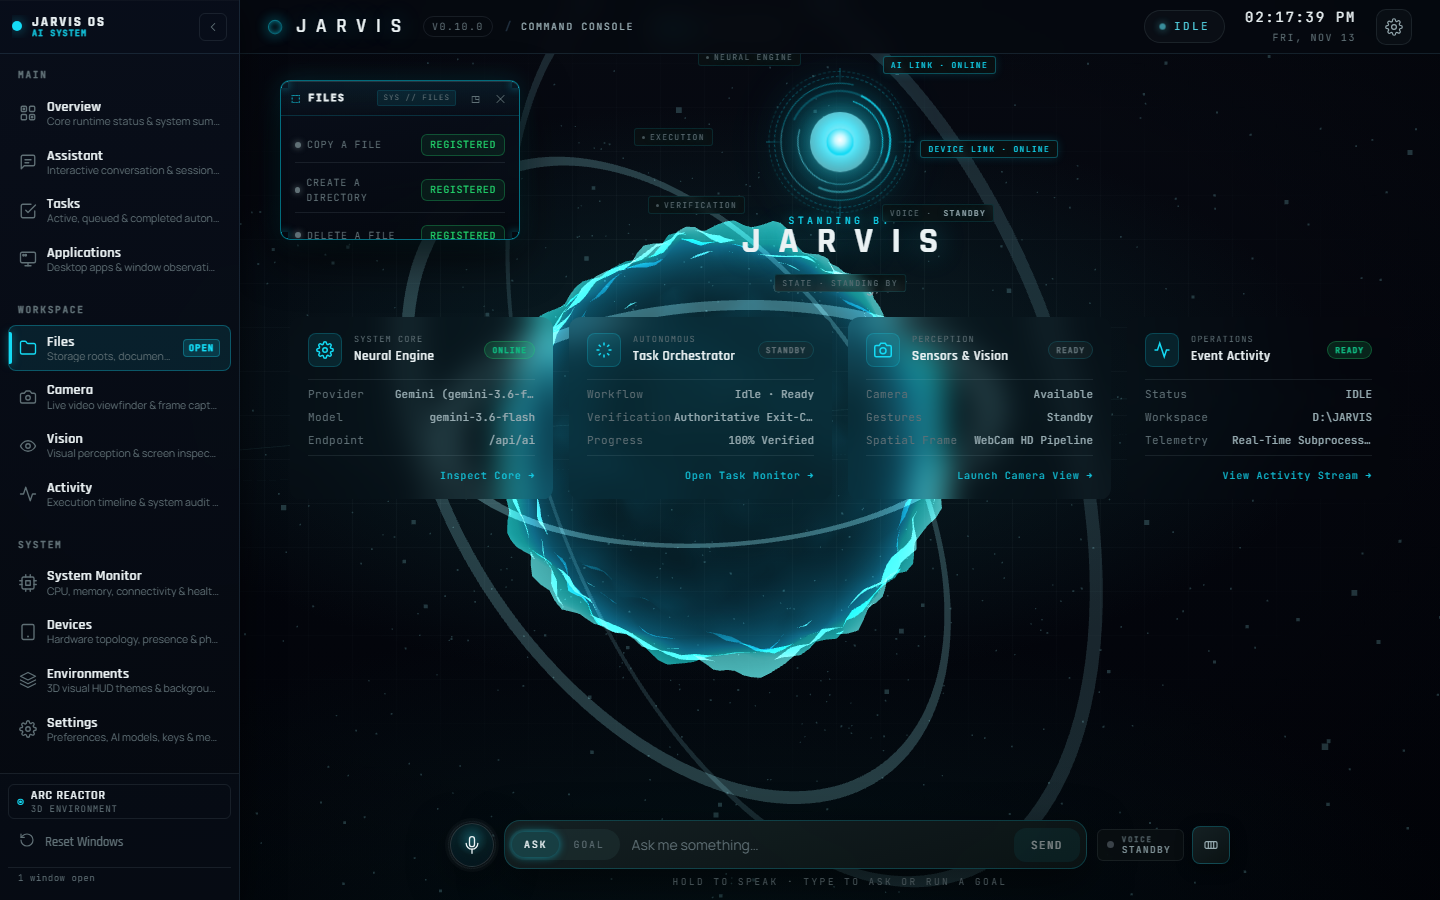 JARVIS OS
AI SYSTEM
MAIN
Overview
Core runtime status & system sum...
Assistant
Interactive conversation & session...
Tasks
Active, queued & completed auton...
Applications
Desktop apps & window observati...
WORKSPACE
Files
Storage roots, documen...
OPEN
Camera
Live video viewfinder & frame capt...
Vision
Visual perception & screen inspec...
Activity
Execution timeline & system audit ...
SYSTEM
System Monitor
CPU, memory, connectivity & healt...
Devices
Hardware topology, presence & ph...
Environments
3D visual HUD themes & backgrou...
Settings
Preferences, AI models, keys & me...
ARC REACTOR
3D ENVIRONMENT
Reset Windows
1 window open
JARVIS
V0.10.0
/ COMMAND CONSOLE
IDLE
02:17:39 PM
FRI, NOV 13
FILES
SYS // FILES
COPY A FILE
REGISTERED
CREATE A DIRECTORY
REGISTERED
DELETE A FILE
REGISTERED
NEURAL ENGINE
AI LINK · ONLINE
EXECUTION
DEVICE LINK · ONLINE
VERIFICATION
VOICE · STANDBY
STANDING B
JARVIS
STATE · STANDING BY
SYSTEM CORE
Neural Engine
ONLINE
Provider Gemini (gemini-3.6-f…
Model gemini-3.6-flash
Endpoint /api/ai
Inspect Core →
AUTONOMOUS
Task Orchestrator
STANDBY
Workflow Idle · Ready
Verification Authoritative Exit-C…
Progress 100% Verified
Open Task Monitor →
PERCEPTION
Sensors & Vision
READY
Camera Available
Gestures Standby
Spatial Frame WebCam HD Pipeline
Launch Camera View →
OPERATIONS
Event Activity
READY
Status IDLE
Workspace D:\JARVIS
Telemetry Real-Time Subprocess…
View Activity Stream →
ASK
GOAL
Ask me something...
SEND
VOICE
STANDBY
HOLD TO SPEAK · TYPE TO ASK OR RUN A GOAL